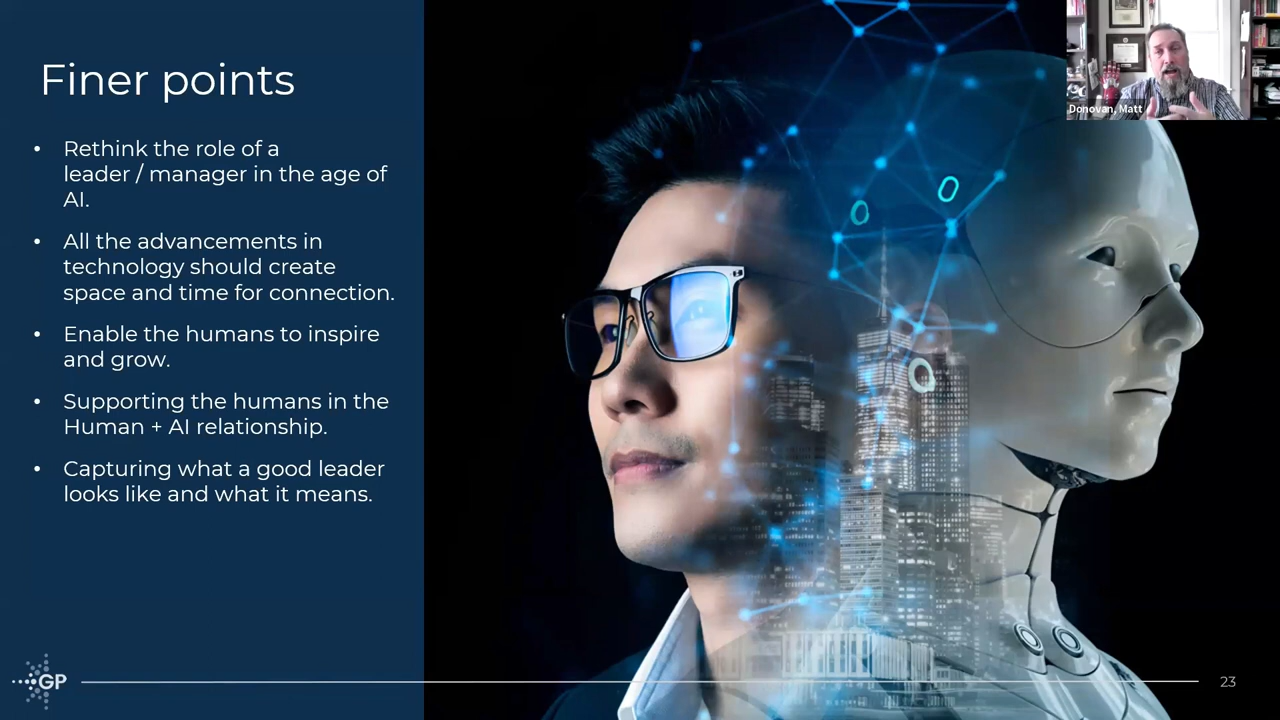 Finer points
• Rethink the role of a
leader / manager in the age of
AI.
• All the advancements in
technology should create
space and time for connection.
• Enable the humans to inspire
and grow.
• Supporting the humans in the
Human + AI relationship.
• Capturing what a good leader
looks like and what it means.
Donovan, Matt
GP
23